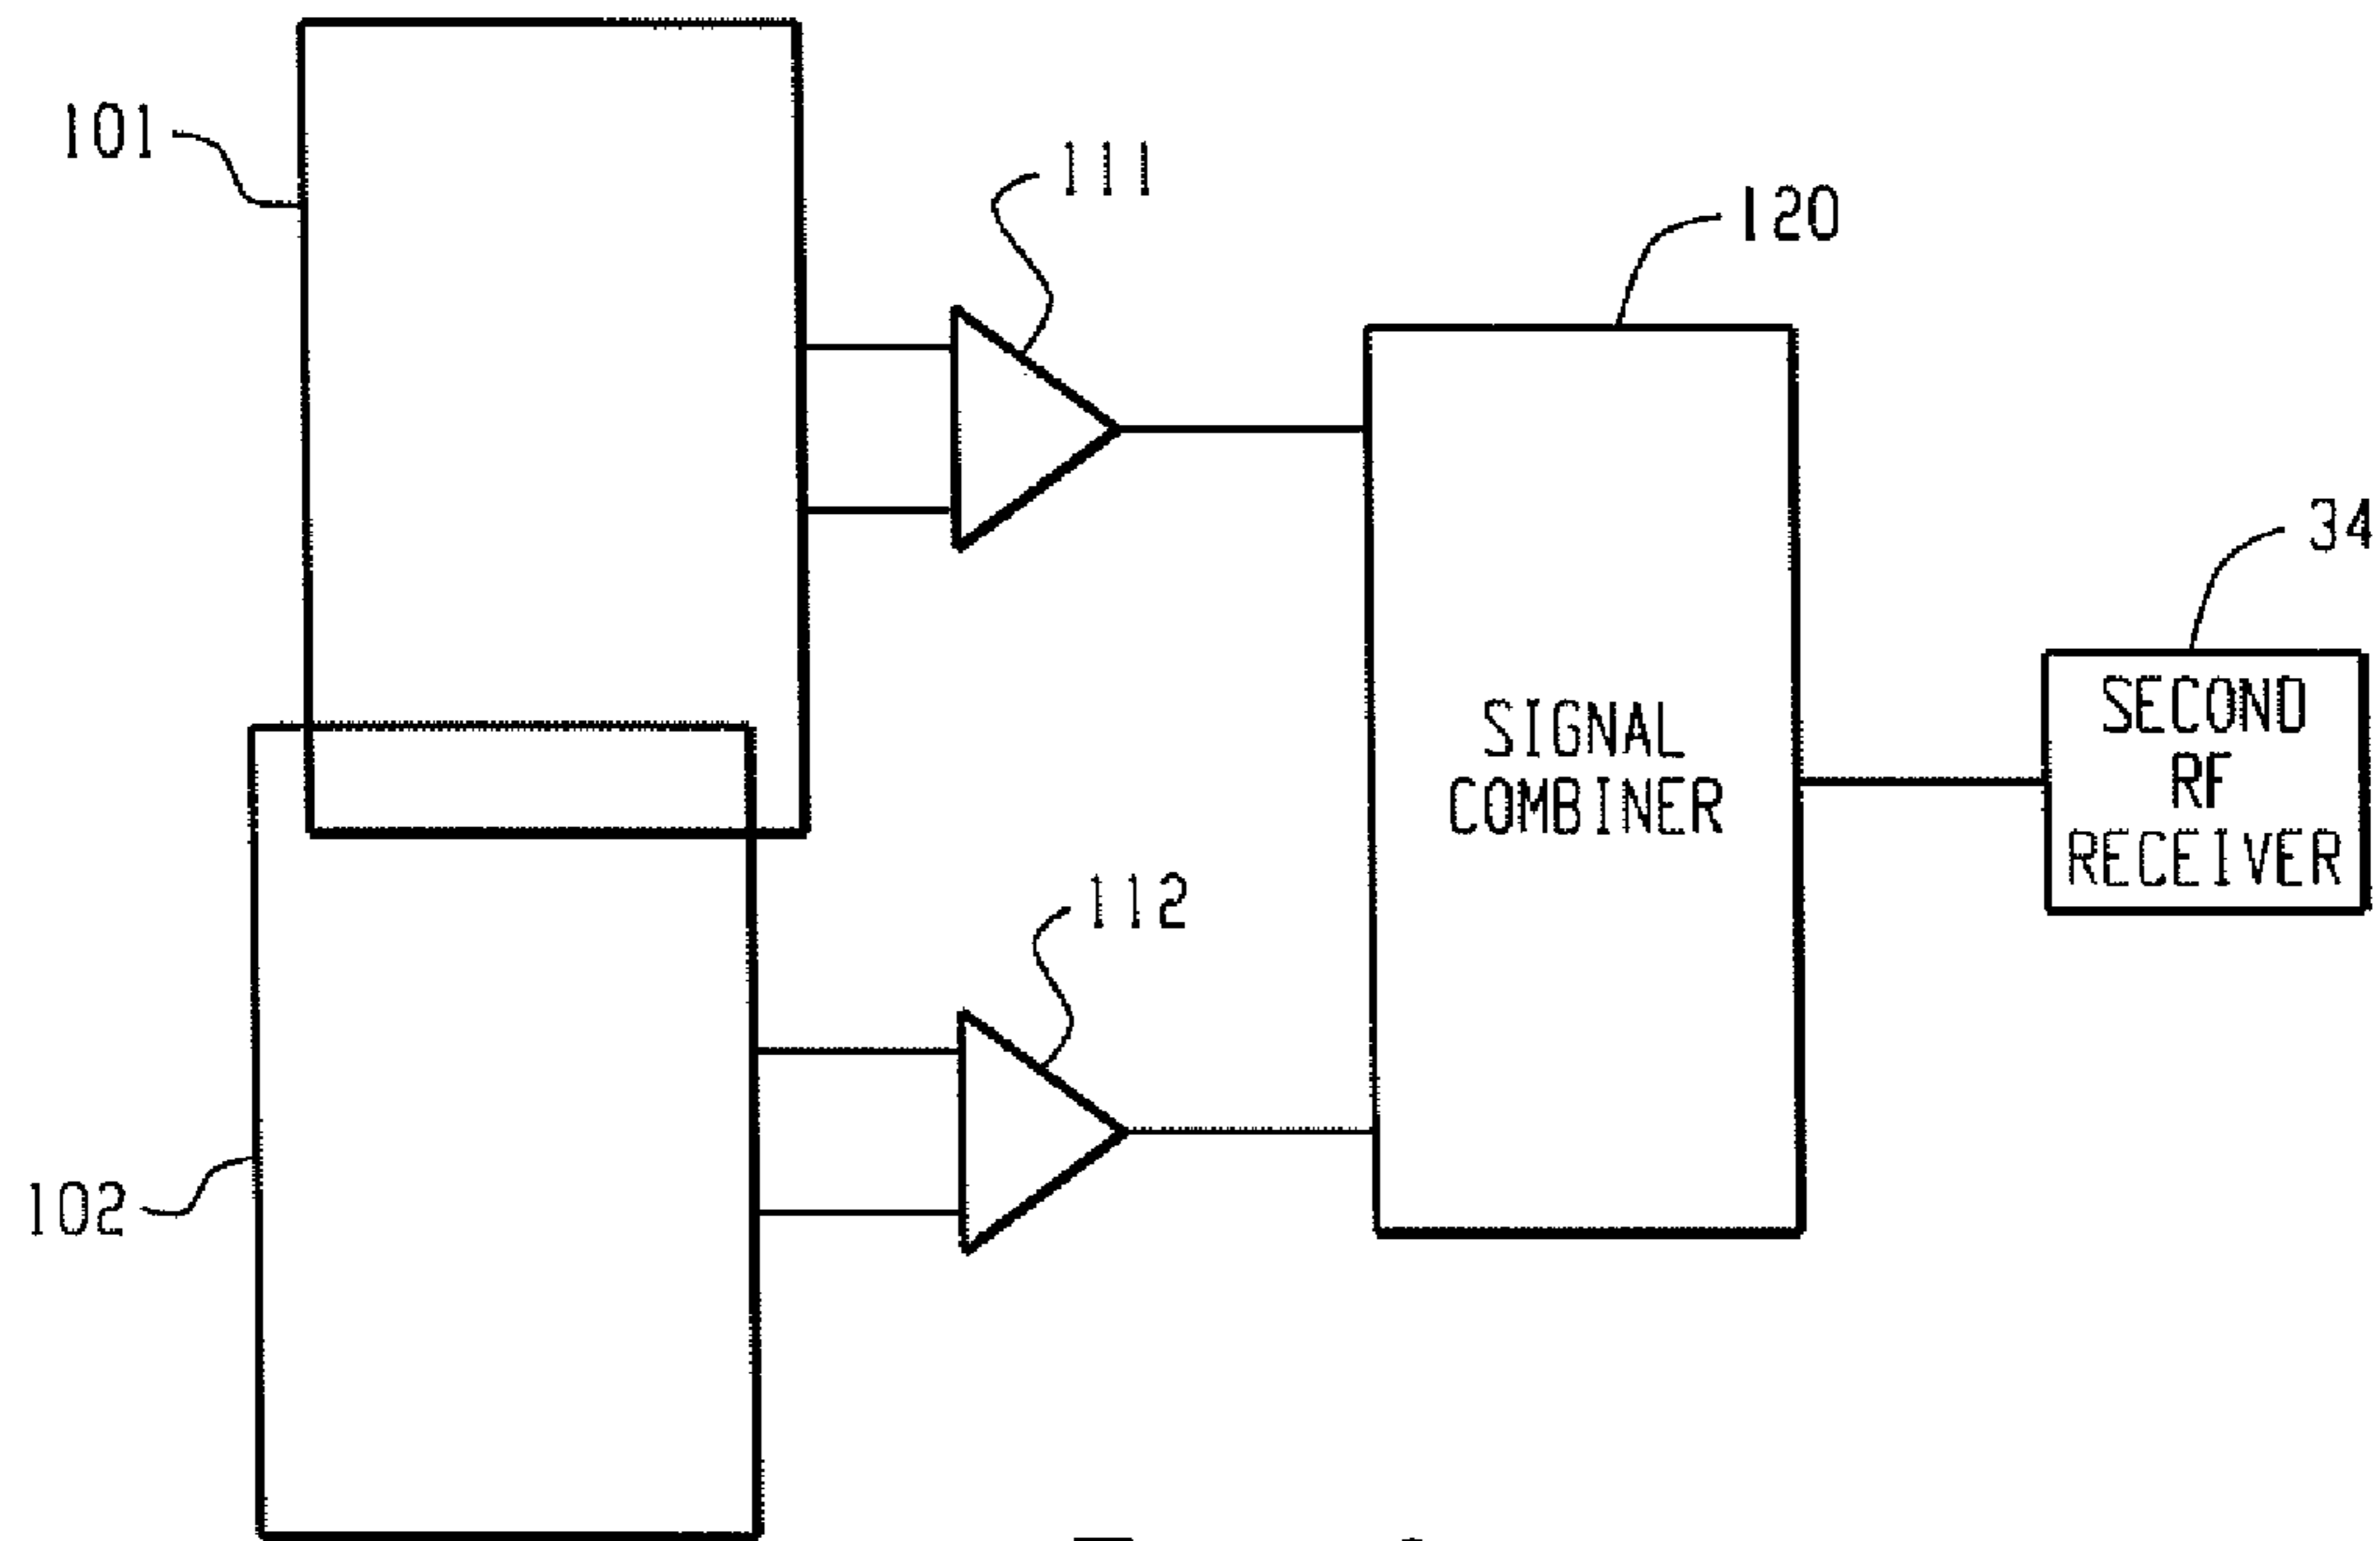 101
111
120
34
SIGNAL
COMBINER
SECOND
RF
RECEIVER
112
102